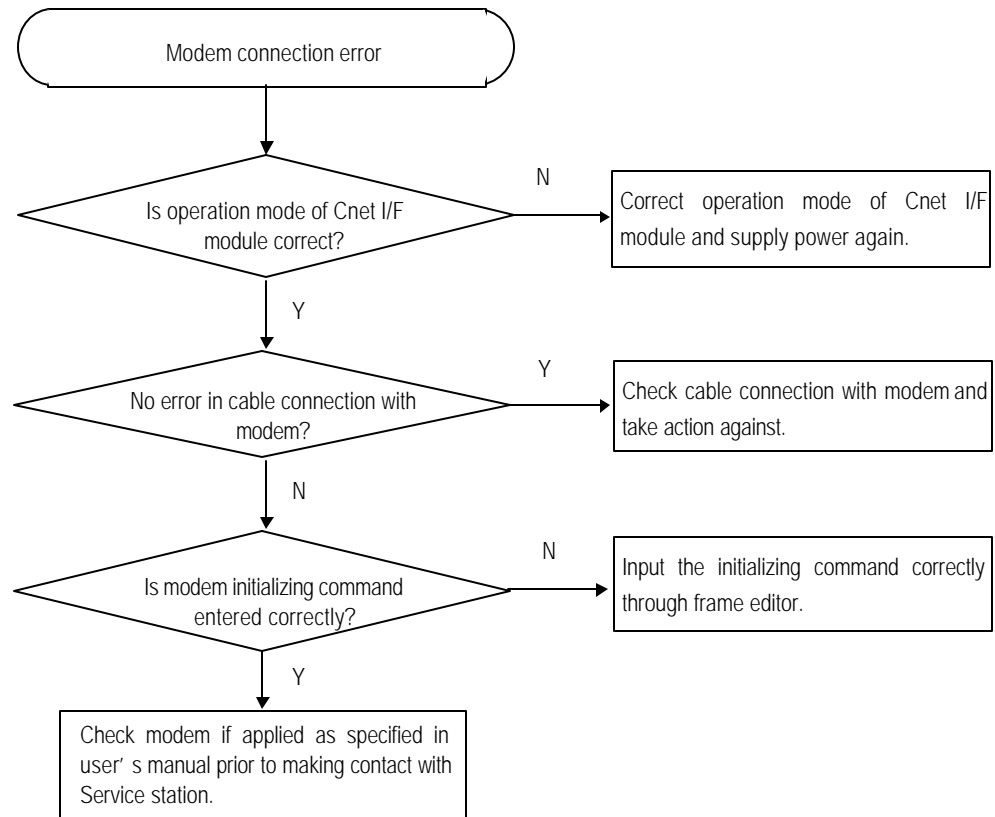 Modem connection error
Is operation mode of Cnet I/F
module correct?
N
Correct operation mode of Cnet I/F
module and supply power again.
Y
No error in cable connection with
modem?
Y
Check cable connection with modem and
take action against.
N
Is modem initializing command
entered correctly?
N
Input the initializing command correctly
through frame editor.
Y
Check modem if applied as specified in
user' s manual prior to making contact with
Service station.